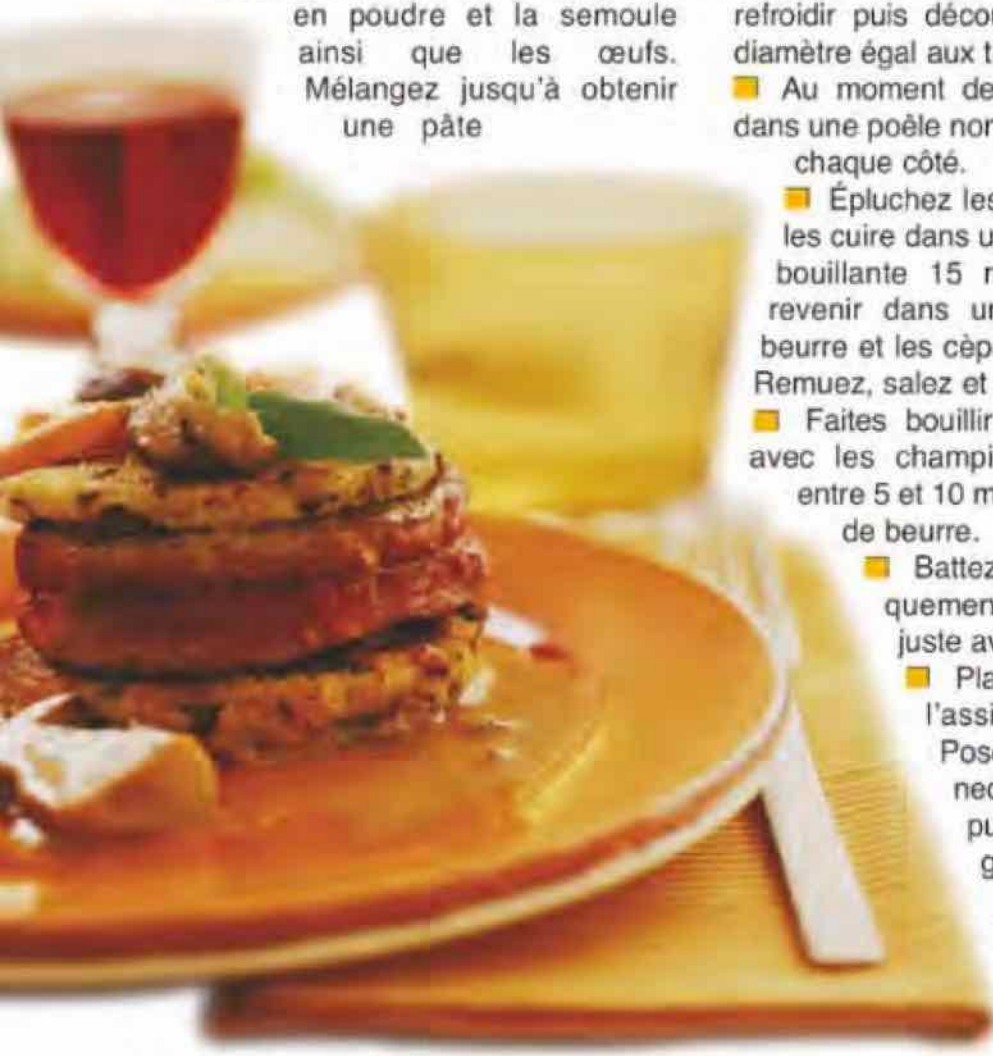 en poudre et la semoule
ainsi que les œufs.
Mélangez jusqu'à obtenir
une pâte
refroidir puis décou
diamètre égal aux t
Au moment de
dans une poêle nor
chaque côté.
Épluchez les
les cuire dans u
bouillante 15 r
revenir dans ur
beurre et les cèp
Remuez, salez et
Faites bouillir
avec les champi
entre 5 et 10 m
de beurre.
Battez
quemen
juste av
Pla
l'assi
Pose
nec
pu
g